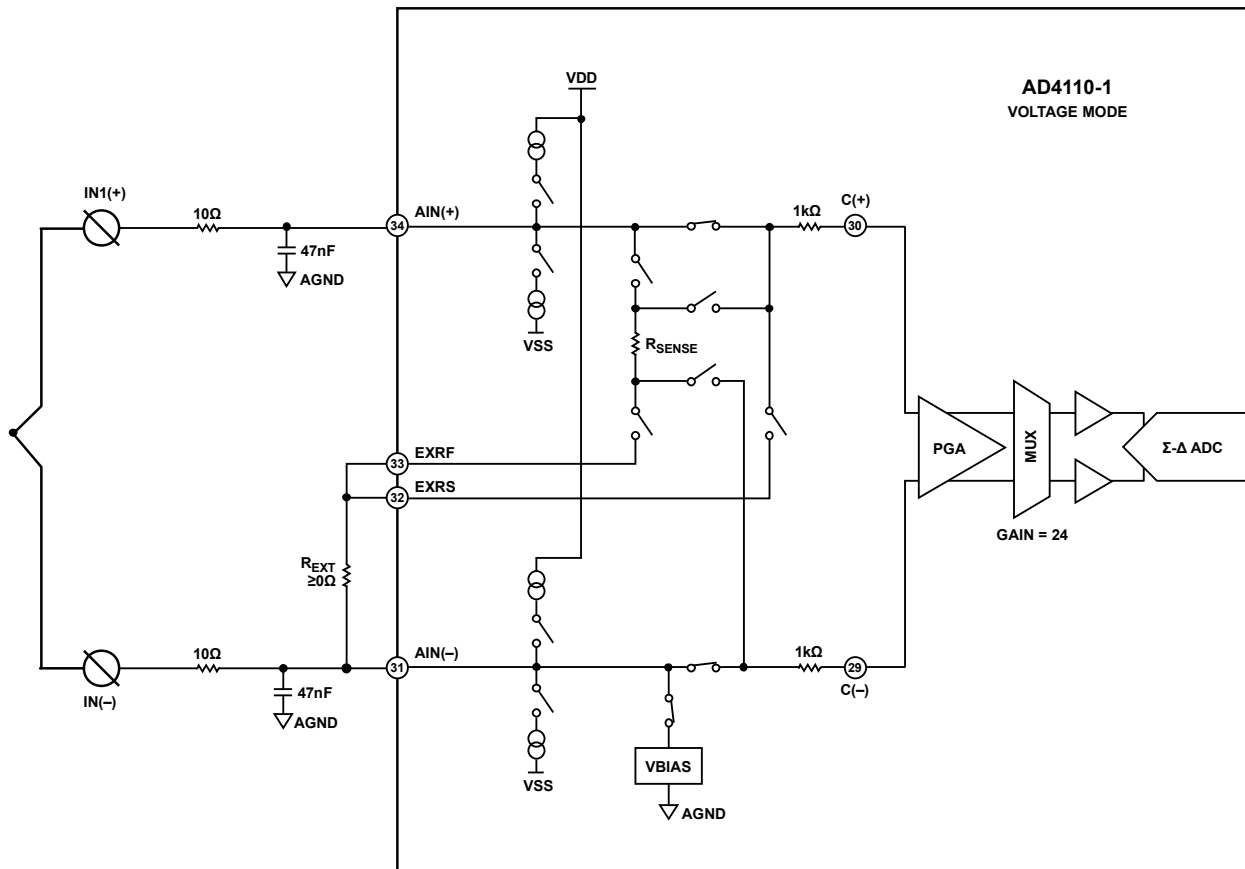 VDD
AD4110-1
VOLTAGE MODE
IN1(+)
10Ω
34
AIN(+)
1kΩ
C(+)
30
47nF
AGND
VSS
RSENSE
EXRF
33
EXRS
32
PGA
MUX
Σ-Δ ADC
GAIN = 24
REXT
≥0Ω
10Ω
31
AIN(–)
1kΩ
29
C(–)
IN(–)
47nF
AGND
VSS
VBIAS
AGND